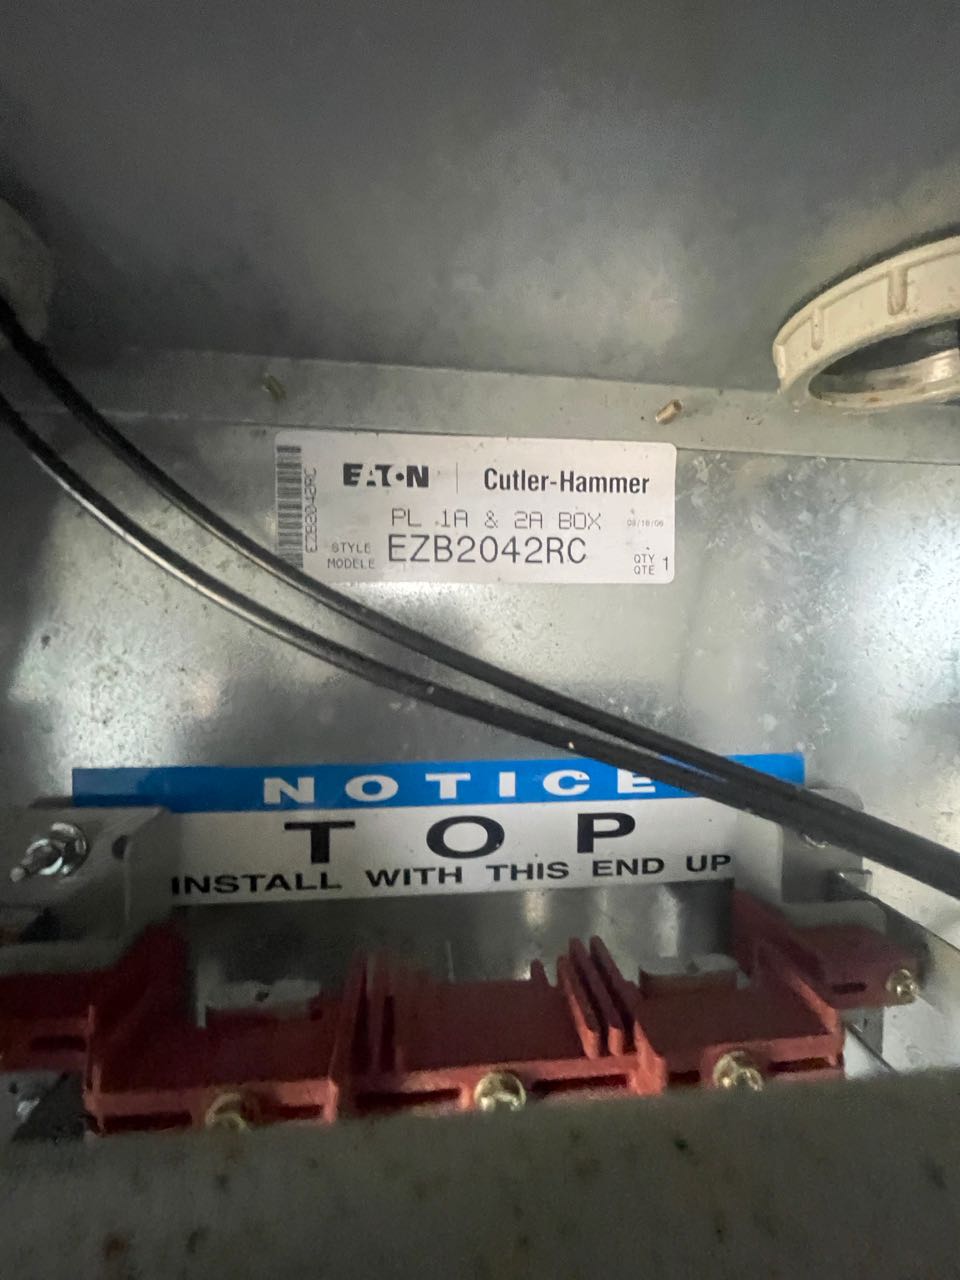 EATON | Cutler-Hammer
PL 1A & 2A BOX 03/18/06
STYLE
MODELE EZB2042RC
QTY
QTE 1
EZB2042RC
NOTICE
TOP
INSTALL WITH THIS END UP